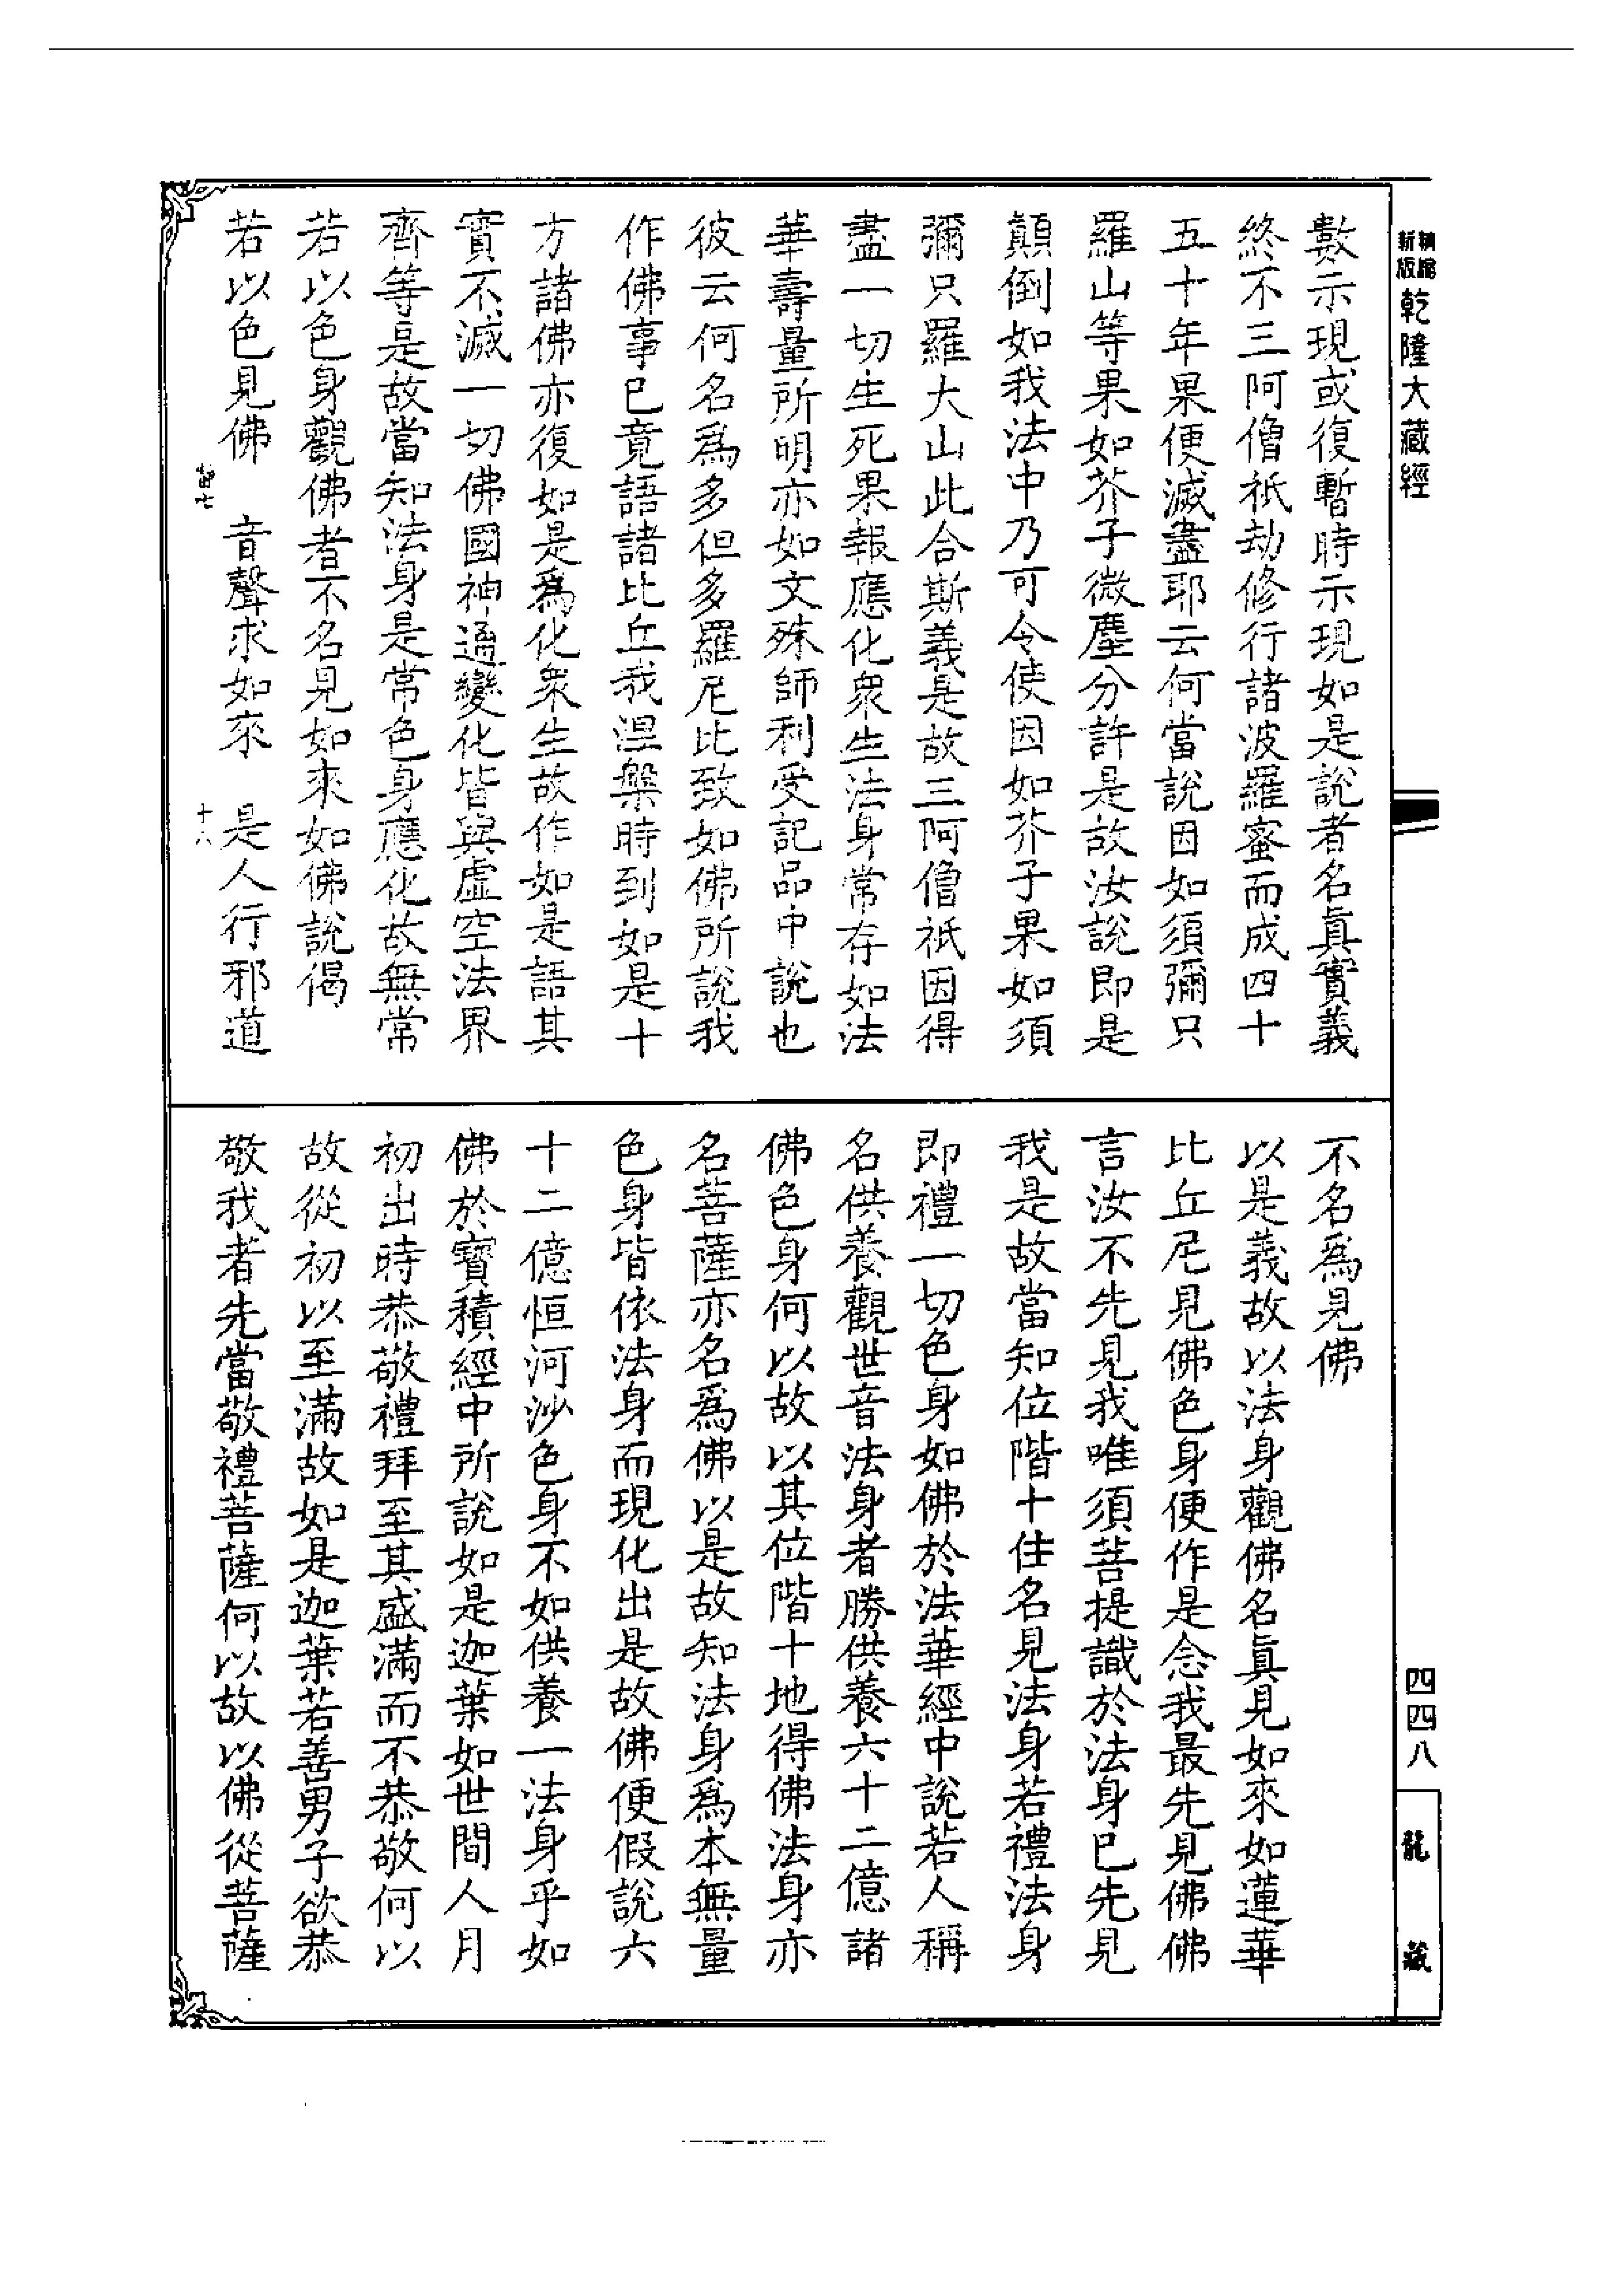 新版
精縮
乾隆大藏經
數示現或復暫時示現如是說者名眞實義
終不三阿僧祇劫修行諸波羅蜜而成四十
五十年果便滅盡耶云何當說因如須彌只
羅山等果如芥子微塵分許是故汝說即是
顛倒如我法中乃可令使因如芥子果如須
彌只羅大山此合斯義是故三阿僧祇因得
盡一切生死果報應化衆生法身常存如法
華壽量所明亦如文殊師利受記品中說也
彼云何名爲多但多羅尼比致如佛所說我
作佛事已竟語諸比丘我涅槃時到如是十
方諸佛亦復如是爲化衆生故作如是語其
實不滅一切佛國神通變化皆與虛空法界
齊等是故當知法身是常色身應化故無常
若以色身觀佛者不名見如來如佛說偈
若以色見佛　音聲求如來　是人行邪道
十六
不名爲見佛
以是義故以法身觀佛名眞見如來如蓮華
比丘尼見佛色身便作是念我最先見佛佛
言汝不先見我唯須菩提識於法身已先見
我是故當知位階十住名見法身若禮法身
即禮一切色身如佛於法華經中說若人稱
名供養觀世音法身者勝供養六十二億諸
佛色身何以故以其位階十地得佛法身亦
名菩薩亦名爲佛以是故知法身爲本無量
色身皆依法身而現化出是故佛便假說六
十二億恒河沙色身不如供養一法身乎如
佛於寶積經中所說如是迦葉如世間人月
初出時恭敬禮拜至其盛滿而不恭敬何以
故從初以至滿故如是迦葉若善男子欲恭
敬我者先當敬禮菩薩何以故以佛從菩薩
四四八
龍藏